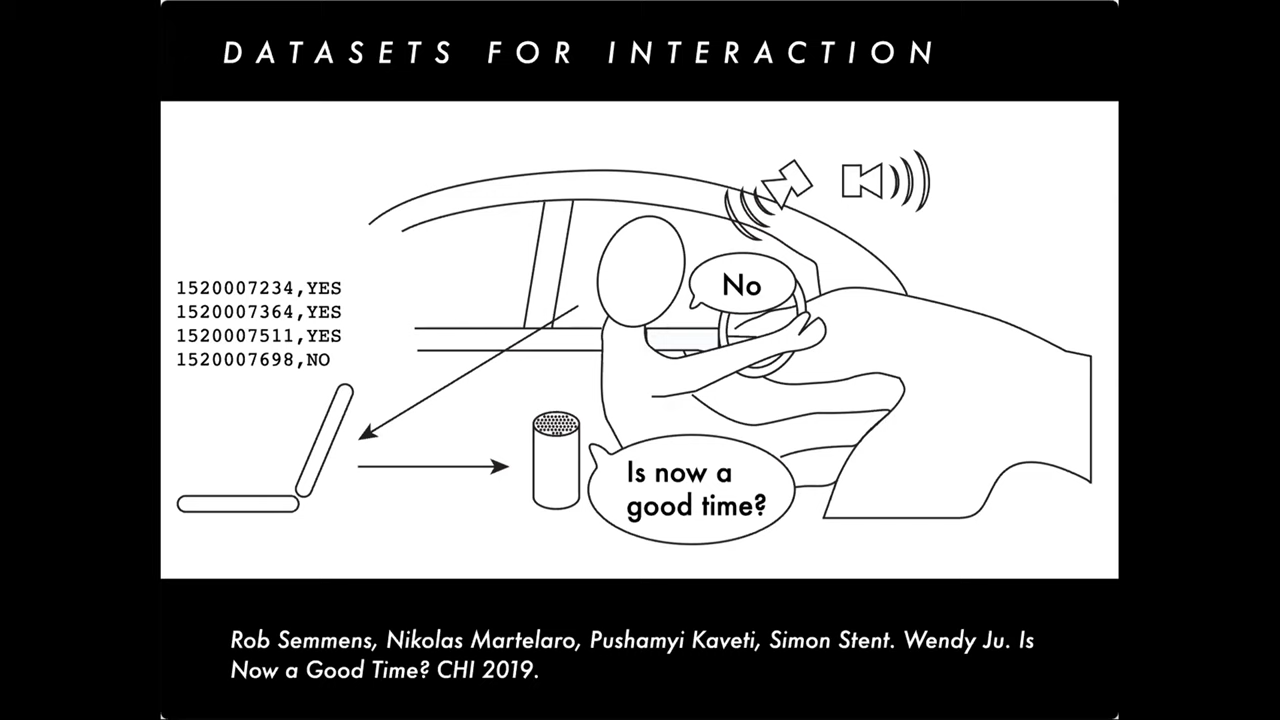 DATASETS FOR INTERACTION
No
1520007234,YES
1520007364,YES
1520007511,YES
1520007698,NO
Is now a
good time?
Rob Semmens, Nikolas Martelaro, Pushamyi Kaveti, Simon Stent. Wendy Ju. Is
Now a Good Time? CHI 2019.